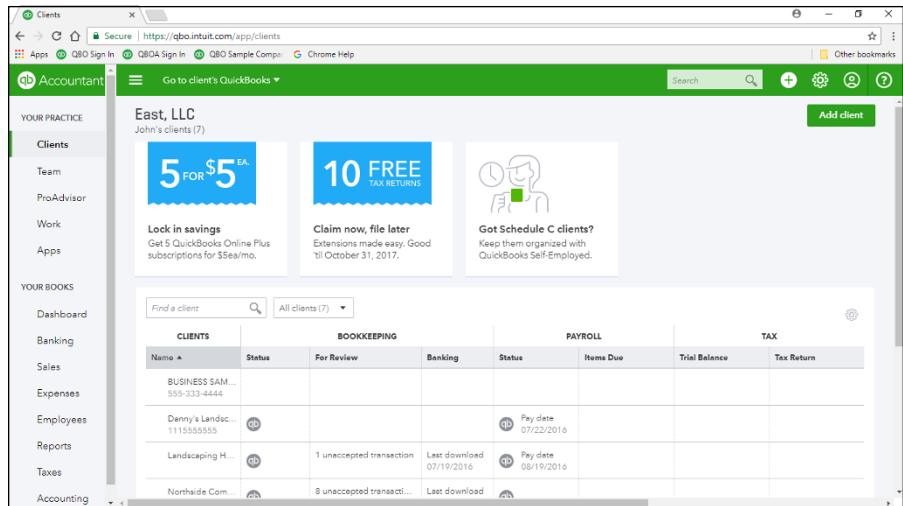 Clients
Secure | https://qbo.intuit.com/app/clients
Apps QBO Sign In QBOA Sign In QBO Sample Compa G Chrome Help Other bookmarks
qb Accountant Go to client's QuickBooks Search
YOUR PRACTICE
Clients
Team
ProAdvisor
Work
Apps
YOUR BOOKS
Dashboard
Banking
Sales
Expenses
Employees
Reports
Taxes
Accounting
East, LLC
John's clients (7)
Add client
5 FOR $5 EA.
Lock in savings
Get 5 QuickBooks Online Plus
subscriptions for $5ea/mo.
10 FREE
TAX RETURNS
Claim now, file later
Extensions made easy. Good
'til October 31, 2017.
Got Schedule C clients?
Keep them organized with
QuickBooks Self-Employed.
Find a client All clients (7)
CLIENTS BOOKKEEPING PAYROLL TAX
Name Status For Review Banking Status Items Due Trial Balance Tax Return
BUSINESS SAM...
555-333-4444
Danny's Landsc... qb qb Pay date
1115555555 07/22/2016
Landscaping H... qb 1 unaccepted transaction Last download qb Pay date
07/19/2016 08/19/2016
Northside Com... qb 8 unaccepted transacti... Last download qb